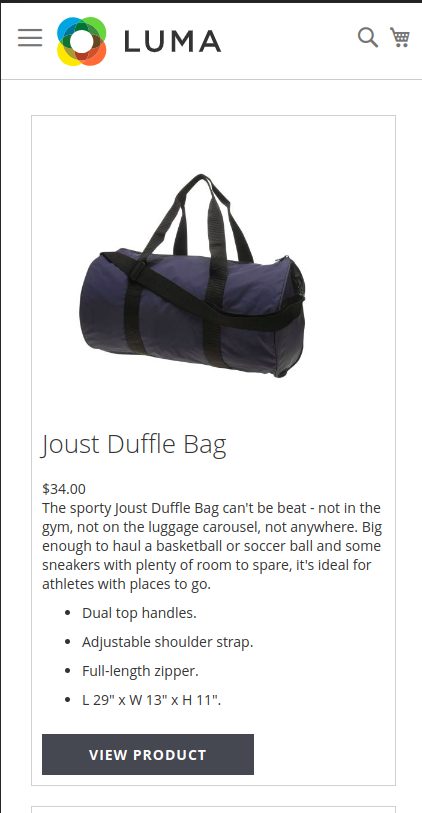 LUMA
Joust Duffle Bag
$34.00
The sporty Joust Duffle Bag can't be beat - not in the
gym, not on the luggage carousel, not anywhere. Big
enough to haul a basketball or soccer ball and some
sneakers with plenty of room to spare, it's ideal for
athletes with places to go.
• Dual top handles.
• Adjustable shoulder strap.
• Full-length zipper.
• L 29" x W 13" x H 11".
VIEW PRODUCT